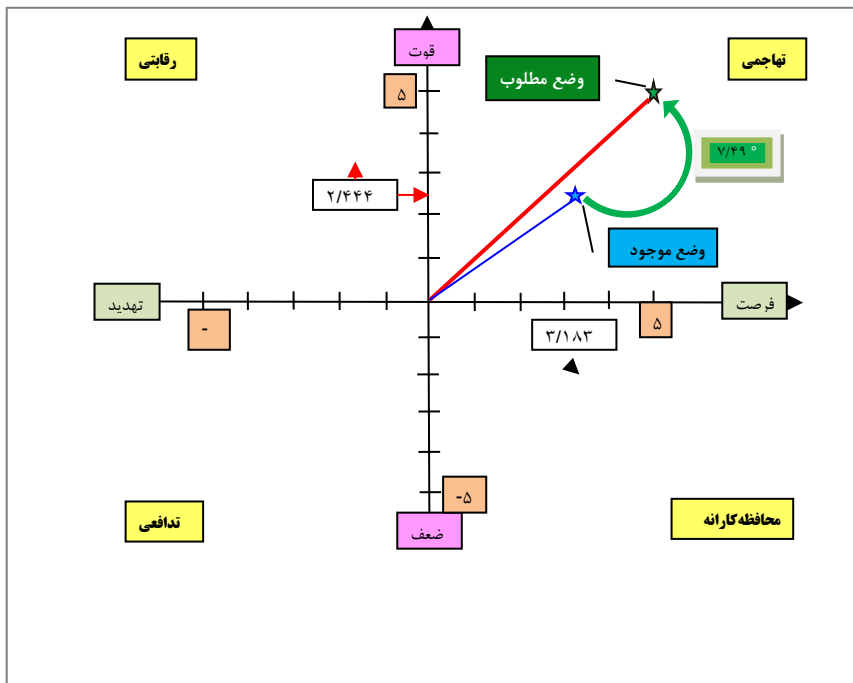 قوت
رقابتی
تهاجمی
وضع مطلوب
۵
۷/۴۹ °
۲/۴۴۴
وضع موجود
تهدید
فرصت
-
۵
۳/۱۸۳
-۵
تدافعی
محافظه‌کارانه
ضعف